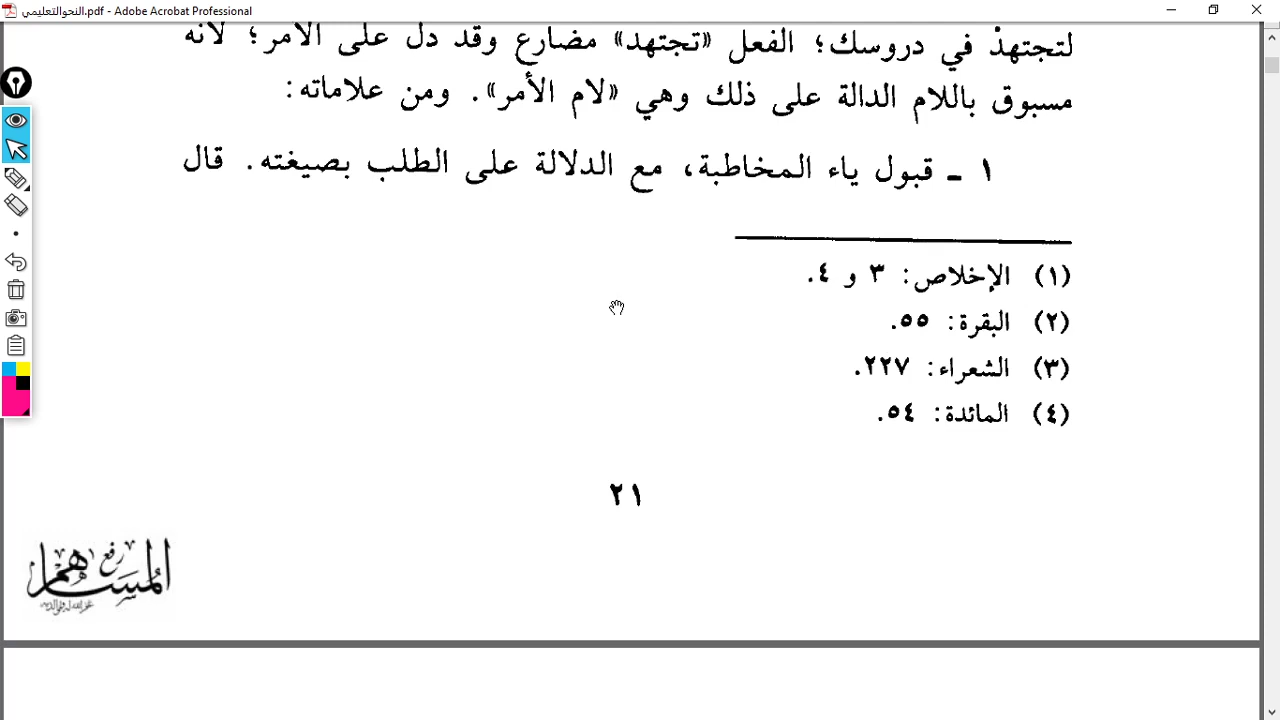 النحوالتعليمي.pdf - Adobe Acrobat Professional
لتجتهدْ في دروسك؛ الفعل «تجتهد» مضارع وقد دل على الأمر؛ لأنه
مسبوق باللام الدالة على ذلك وهي «لام الأمر». ومن علاماته:
١ ـ قبول ياء المخاطبة، مع الدلالة على الطلب بصيغته. قال
(١) الإخلاص: ٣ و ٤.
(٢) البقرة: ٥٥.
(٣) الشعراء: ٢٢٧.
(٤) المائدة: ٥٤.
٢١
رفع
المساهم